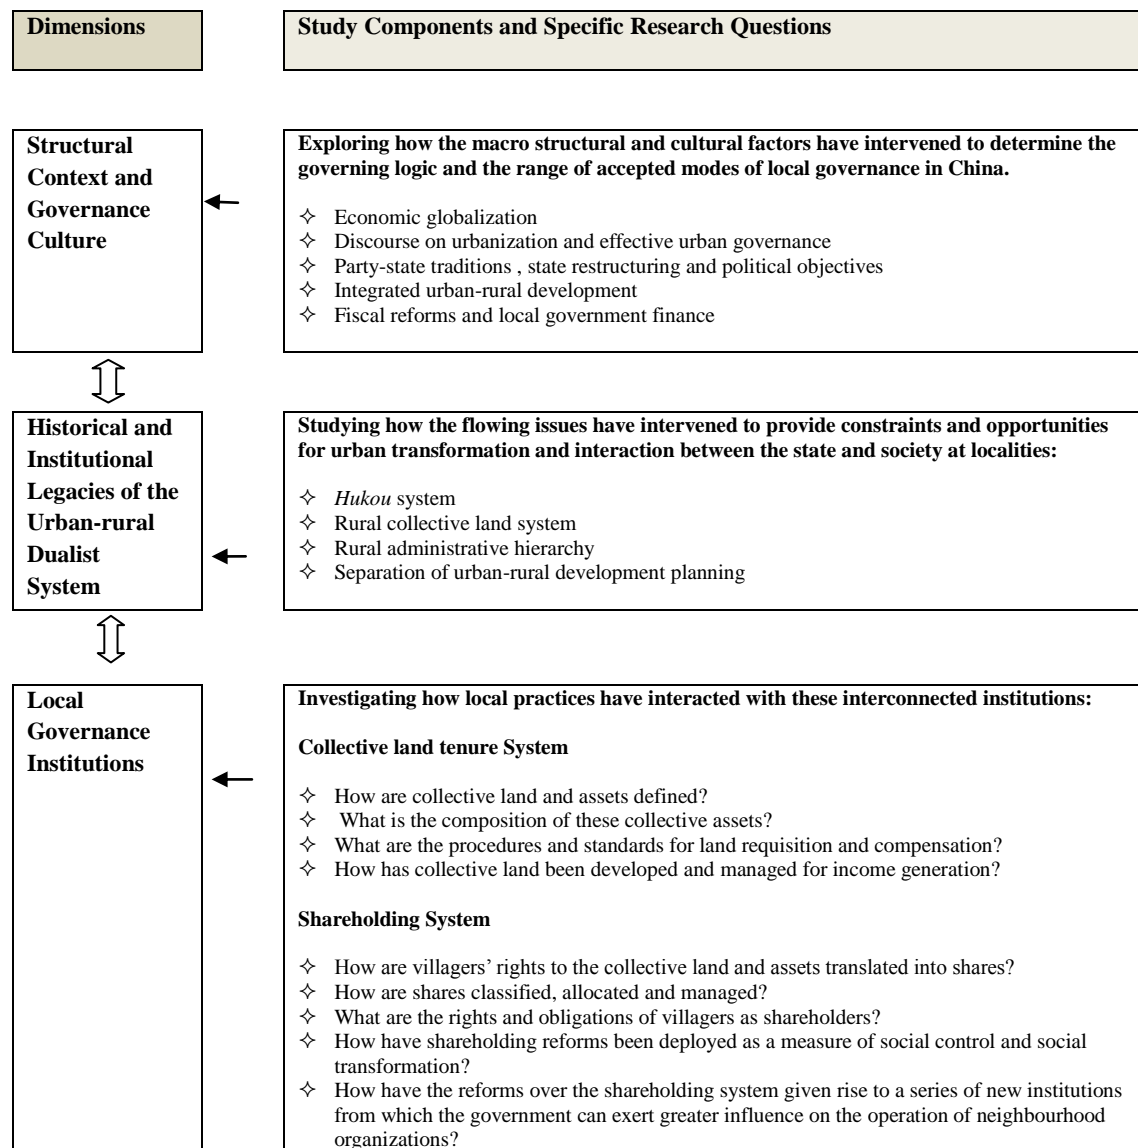 Dimensions
Study Components and Specific Research Questions
Structural
Context and
Governance
Culture
Exploring how the macro structural and cultural factors have intervened to determine the
governing logic and the range of accepted modes of local governance in China.
✧ Economic globalization
✧ Discourse on urbanization and effective urban governance
✧ Party-state traditions , state restructuring and political objectives
✧ Integrated urban-rural development
✧ Fiscal reforms and local government finance
Historical and
Institutional
Legacies of the
Urban-rural
Dualist
System
Studying how the flowing issues have intervened to provide constraints and opportunities
for urban transformation and interaction between the state and society at localities:
✧ Hukou system
✧ Rural collective land system
✧ Rural administrative hierarchy
✧ Separation of urban-rural development planning
Local
Governance
Institutions
Investigating how local practices have interacted with these interconnected institutions:
Collective land tenure System
✧ How are collective land and assets defined?
✧ What is the composition of these collective assets?
✧ What are the procedures and standards for land requisition and compensation?
✧ How has collective land been developed and managed for income generation?
Shareholding System
✧ How are villagers' rights to the collective land and assets translated into shares?
✧ How are shares classified, allocated and managed?
✧ What are the rights and obligations of villagers as shareholders?
✧ How have shareholding reforms been deployed as a measure of social control and social
transformation?
✧ How have the reforms over the shareholding system given rise to a series of new institutions
from which the government can exert greater influence on the operation of neighbourhood
organizations?